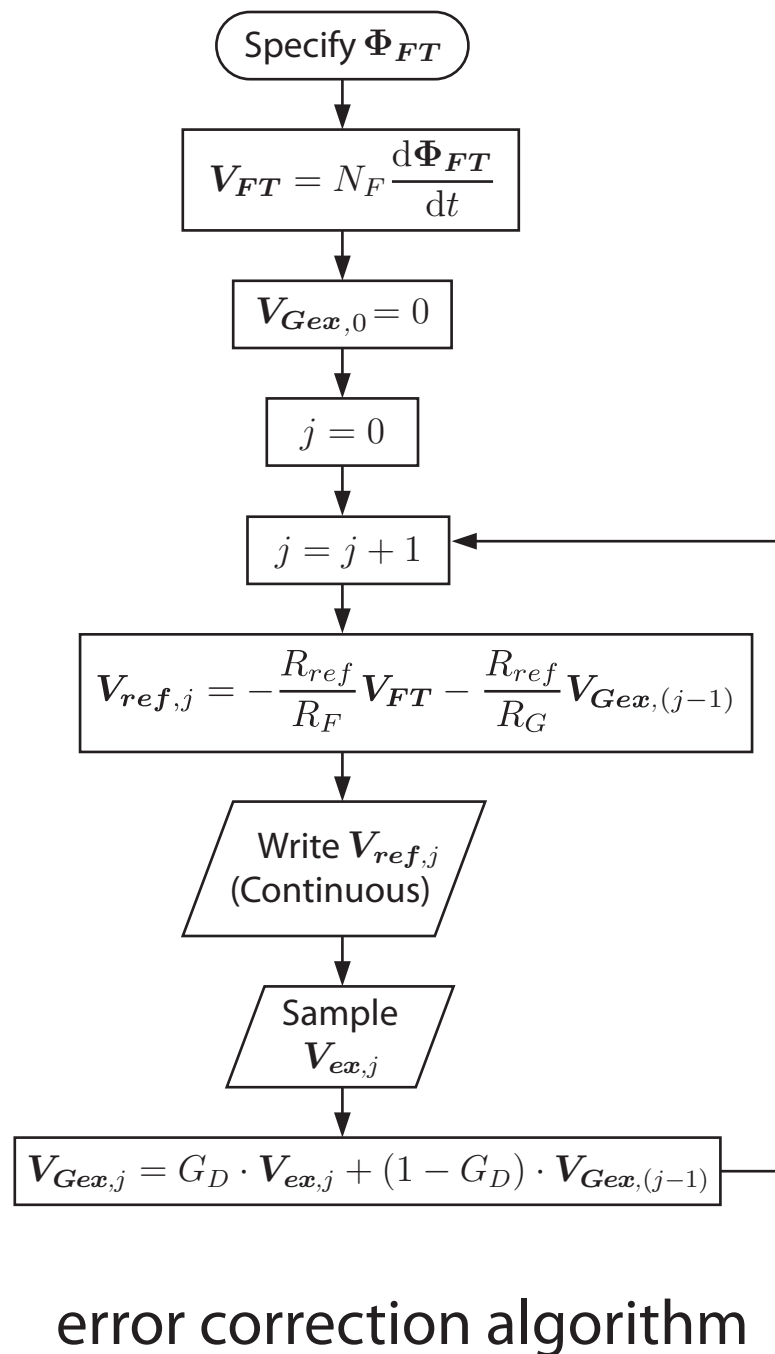 Specify Φ_FT
V_FT = N_F dΦ_FT/dt
V_Gex,0 = 0
j = 0
j = j + 1
V_ref,j = −R_ref/R_F V_FT − R_ref/R_G V_Gex,(j−1)
Write V_ref,j
(Continuous)
Sample
V_ex,j
V_Gex,j = G_D · V_ex,j + (1 − G_D) · V_Gex,(j−1)
error correction algorithm